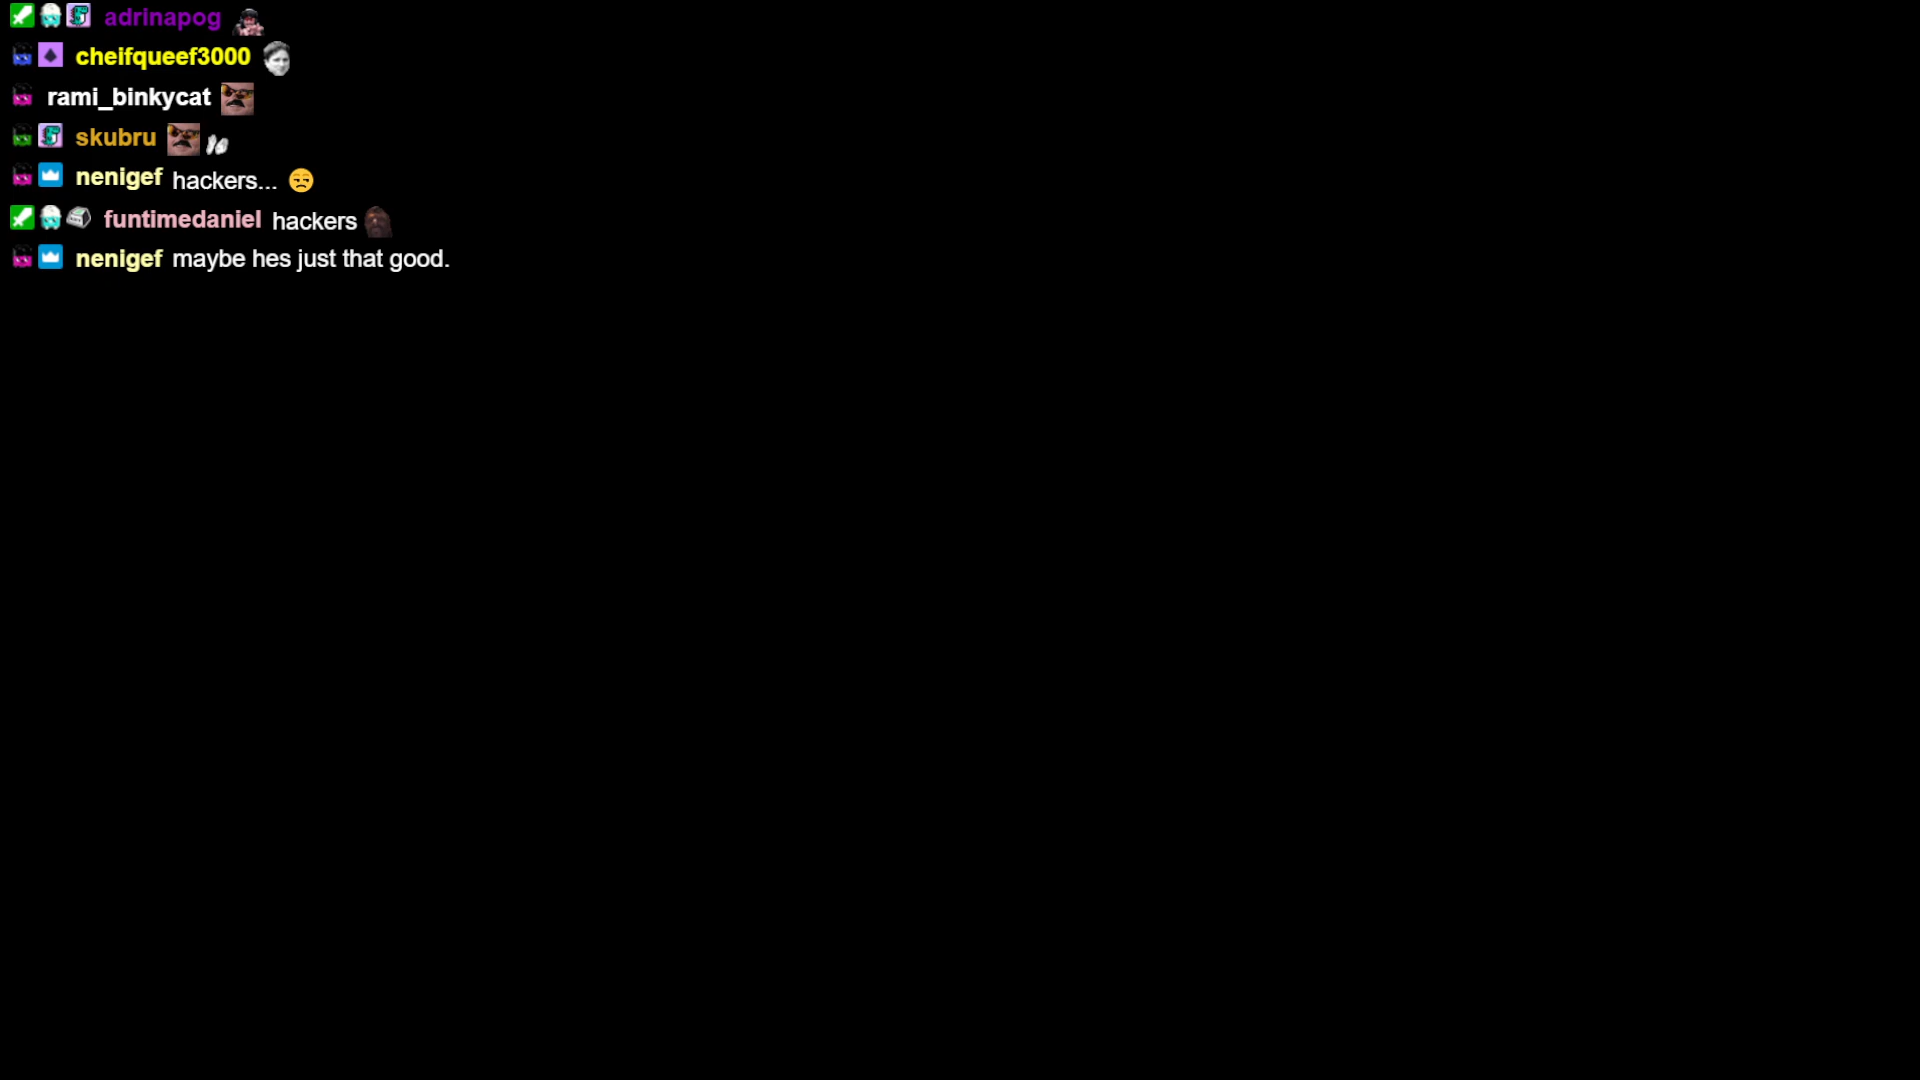 adrinapog
cheifqueef3000
rami_binkycat
skubru
nenigef hackers... 😒
funtimedaniel hackers
nenigef maybe hes just that good.